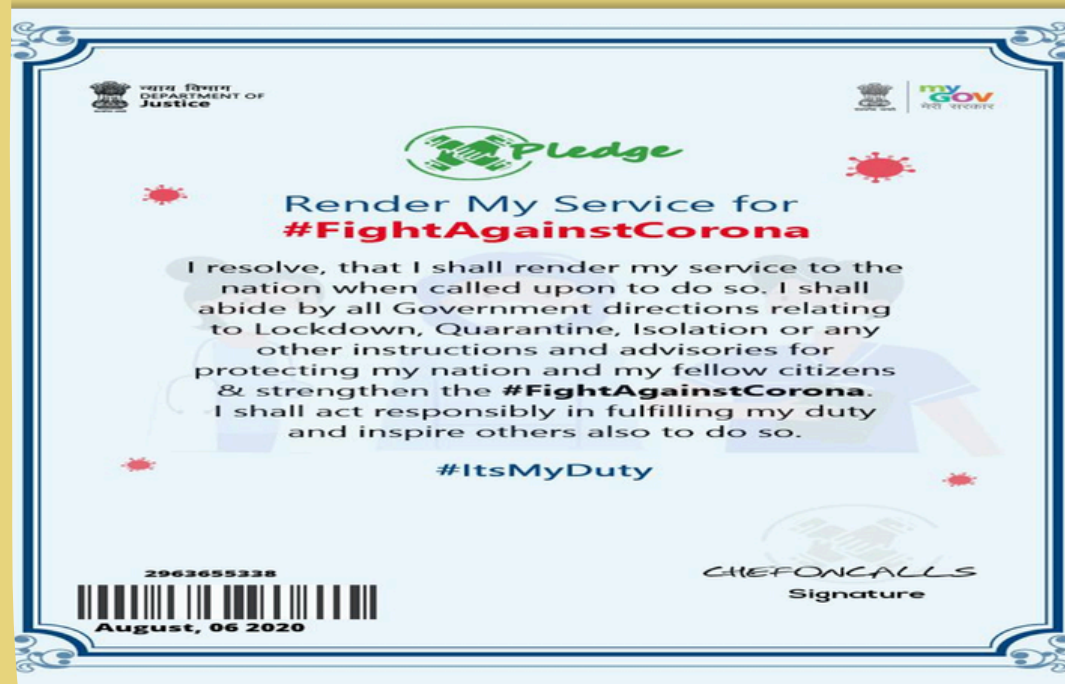 न्याय विभाग
DEPARTMENT OF
Justice
my
GOV
मेरी सरकार
Pledge
Render My Service for
#FightAgainstCorona
I resolve, that I shall render my service to the
nation when called upon to do so. I shall
abide by all Government directions relating
to Lockdown, Quarantine, Isolation or any
other instructions and advisories for
protecting my nation and my fellow citizens
& strengthen the #FightAgainstCorona.
I shall act responsibly in fulfilling my duty
and inspire others also to do so.
#ItsMyDuty
2963655338
August, 06 2020
CHEFONCALLS
Signature